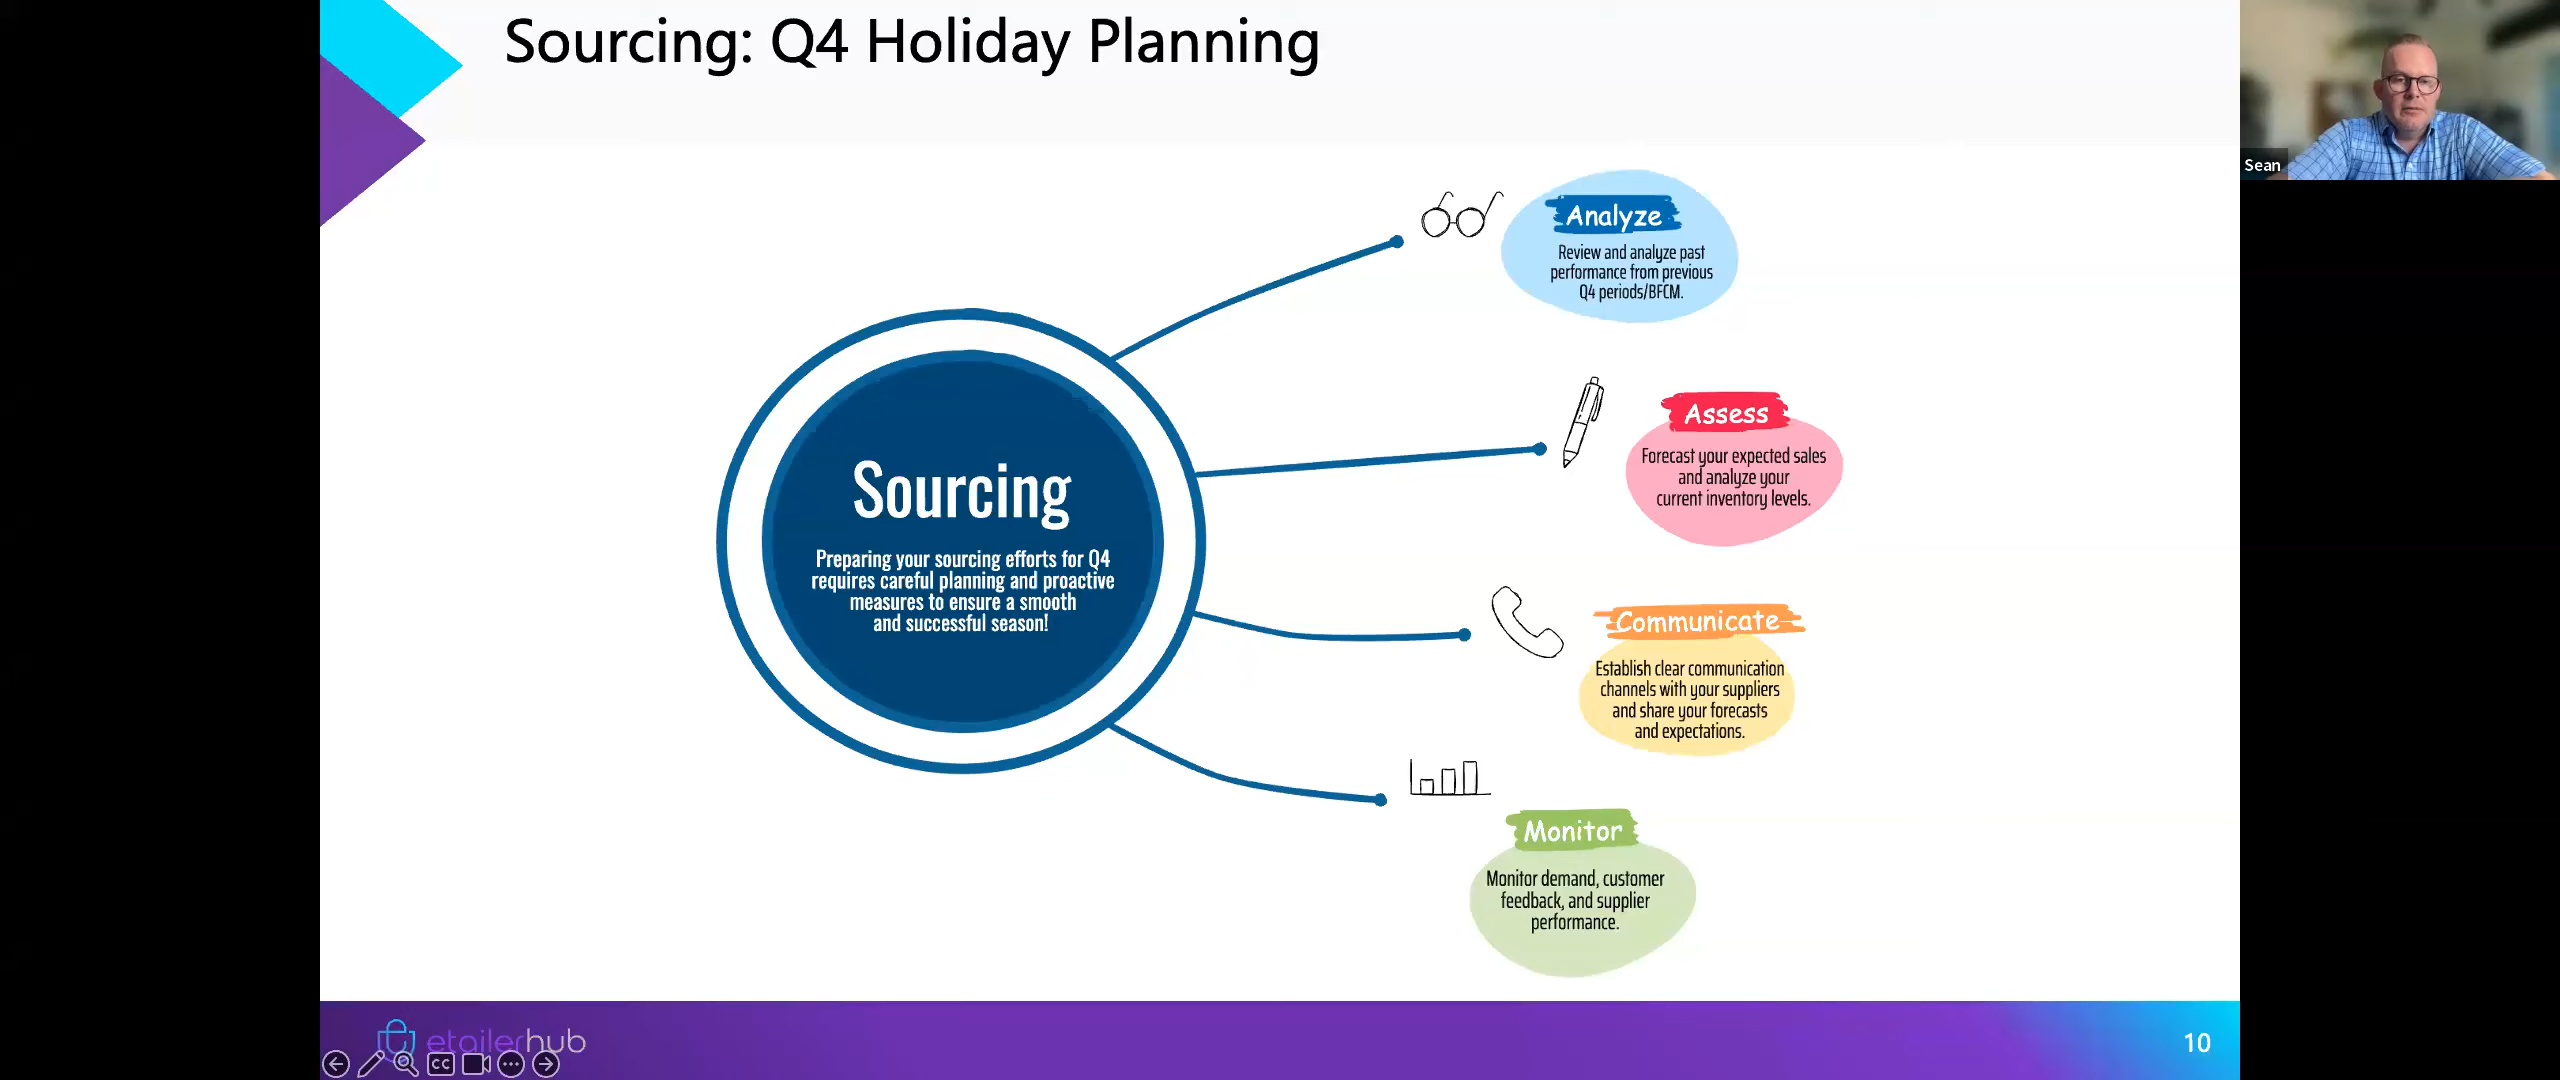 Sourcing: Q4 Holiday Planning
Sean
Analyze
Review and analyze past
performance from previous
Q4 periods/BFCM.
Assess
Forecast your expected sales
and analyze your
current inventory levels.
Sourcing
Preparing your sourcing efforts for Q4
requires careful planning and proactive
measures to ensure a smooth
and successful season!
Communicate
Establish clear communication
channels with your suppliers
and share your forecasts
and expectations.
Monitor
Monitor demand, customer
feedback, and supplier
performance.
etailerhub
CC
10